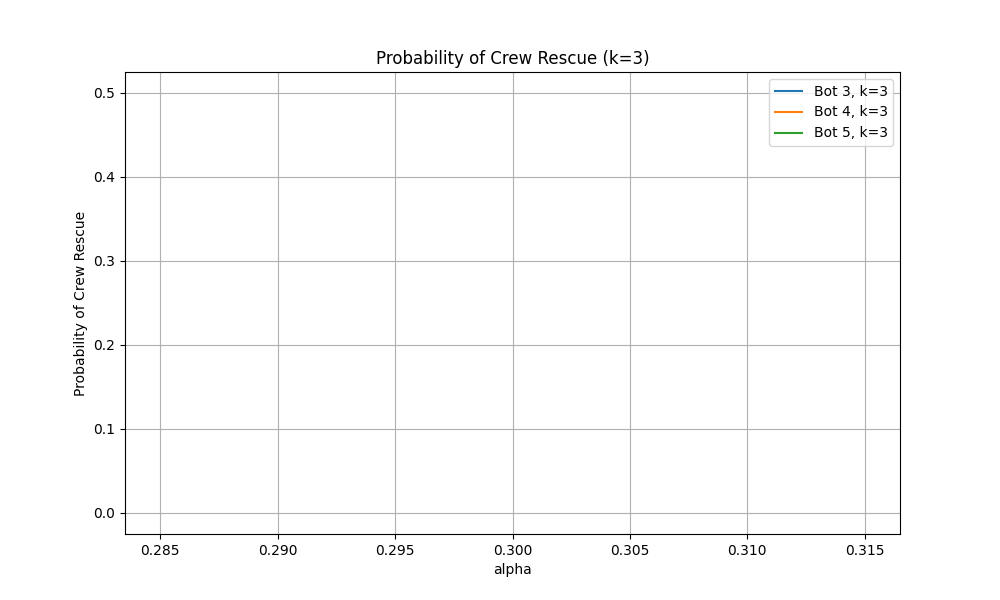 Probability of Crew Rescue (k=3)
Bot 3, k=3
Bot 4, k=3
Bot 5, k=3
Probability of Crew Rescue
0.5
0.4
0.3
0.2
0.1
0.0
0.285 0.290 0.295 0.300 0.305 0.310 0.315
alpha